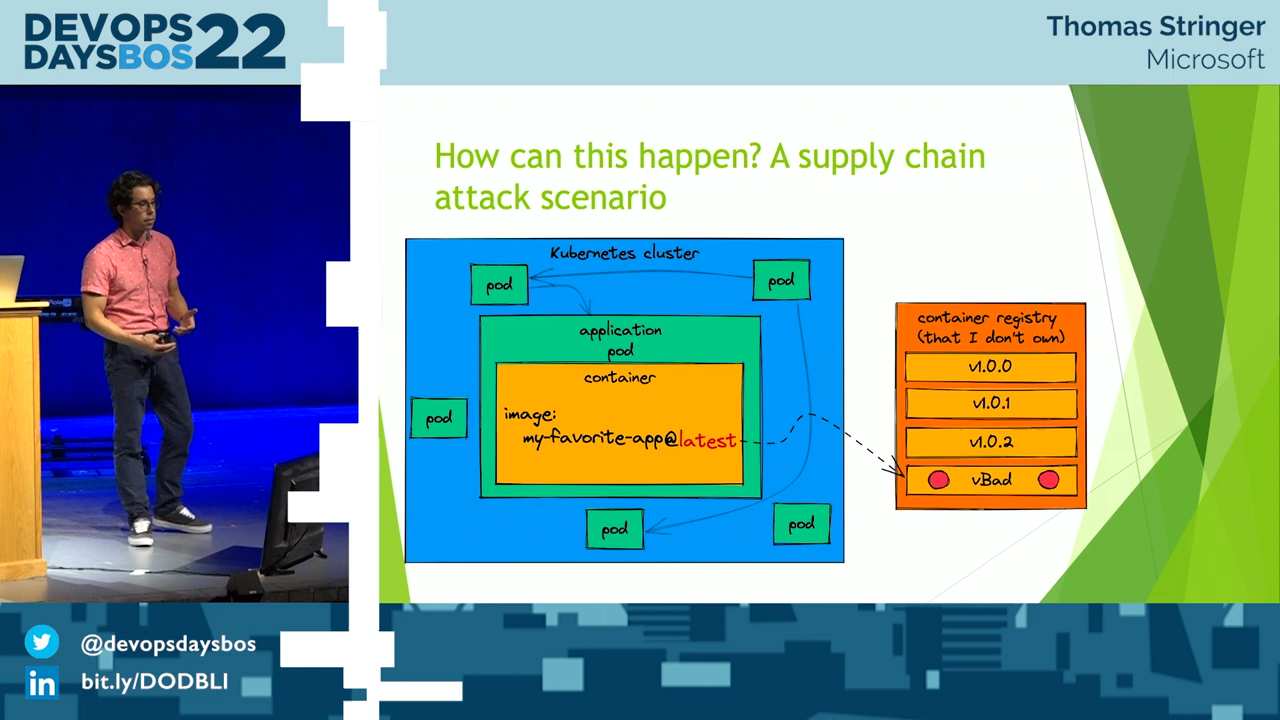 DEVOPS
DAYSBOS22
Thomas Stringer
Microsoft
How can this happen? A supply chain
attack scenario
Kubernetes cluster
pod
pod
application
pod
container
image:
my-favorite-app@latest
pod
pod
pod
container registry
(that I don't own)
v1.0.0
v1.0.1
v1.0.2
vBad
@devopsdaysbos
in
bit.ly/DODBLI